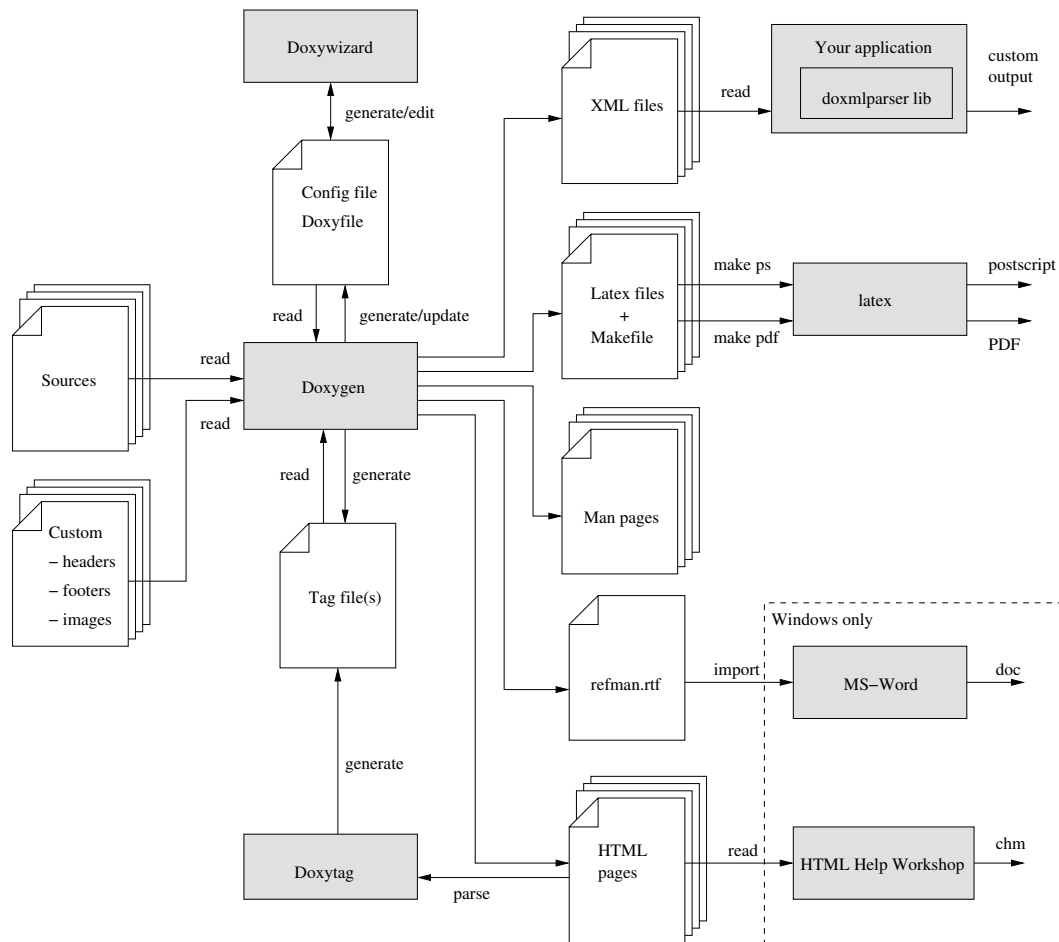 Doxywizard
generate/edit
Config file
Doxyfile
read
generate/update
Sources
read
read
Doxygen
Custom
– headers
– footers
– images
read
generate
Tag file(s)
generate
Doxytag
parse
XML files
read
Your application
doxmlparser lib
custom
output
Latex files
+
Makefile
make ps
make pdf
latex
postscript
PDF
Man pages
refman.rtf
import
Windows only
MS–Word
doc
HTML
pages
read
HTML Help Workshop
chm